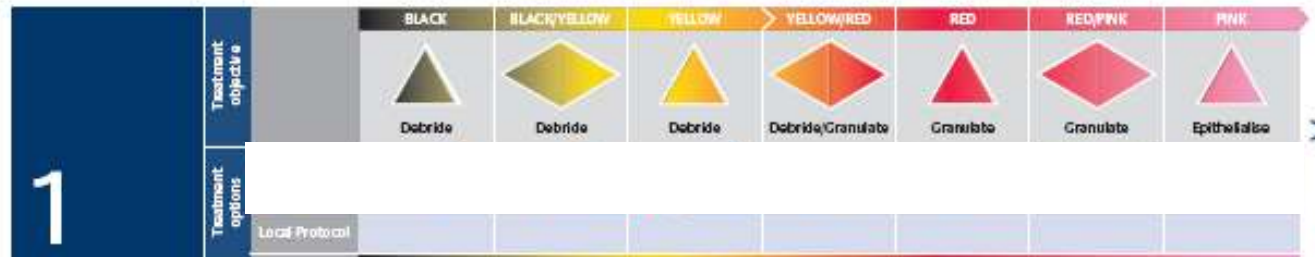 BLACK BLACK/YELLOW YELLOW YELLOW/RED RED RED/PINK PINK
Treatment
objective
Debride Debride Debride Debride/Granulate Granulate Granulate Epithelialise
1
Treatment
options
Local Protocol